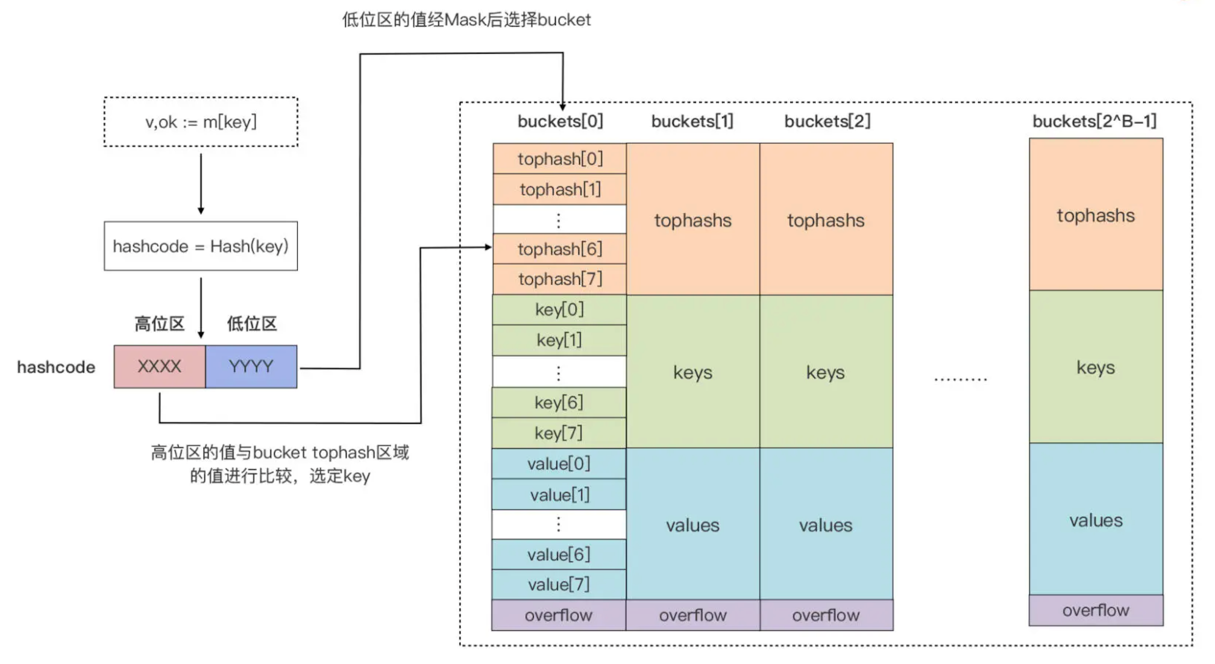 低位区的值经Mask后选择bucket
v,ok := m[key]
hashcode = Hash(key)
高位区 低位区
hashcode XXXX YYYY
高位区的值与bucket tophash区域
的值进行比较，选定key
buckets[0] buckets[1] buckets[2] buckets[2^B-1]
tophash[0]
tophash[1]
⋮
tophash[6]
tophash[7]
tophashs tophashs tophashs
key[0]
key[1]
⋮
key[6]
key[7]
keys keys ......... keys
value[0]
value[1]
⋮
value[6]
value[7]
values values values
overflow overflow overflow overflow